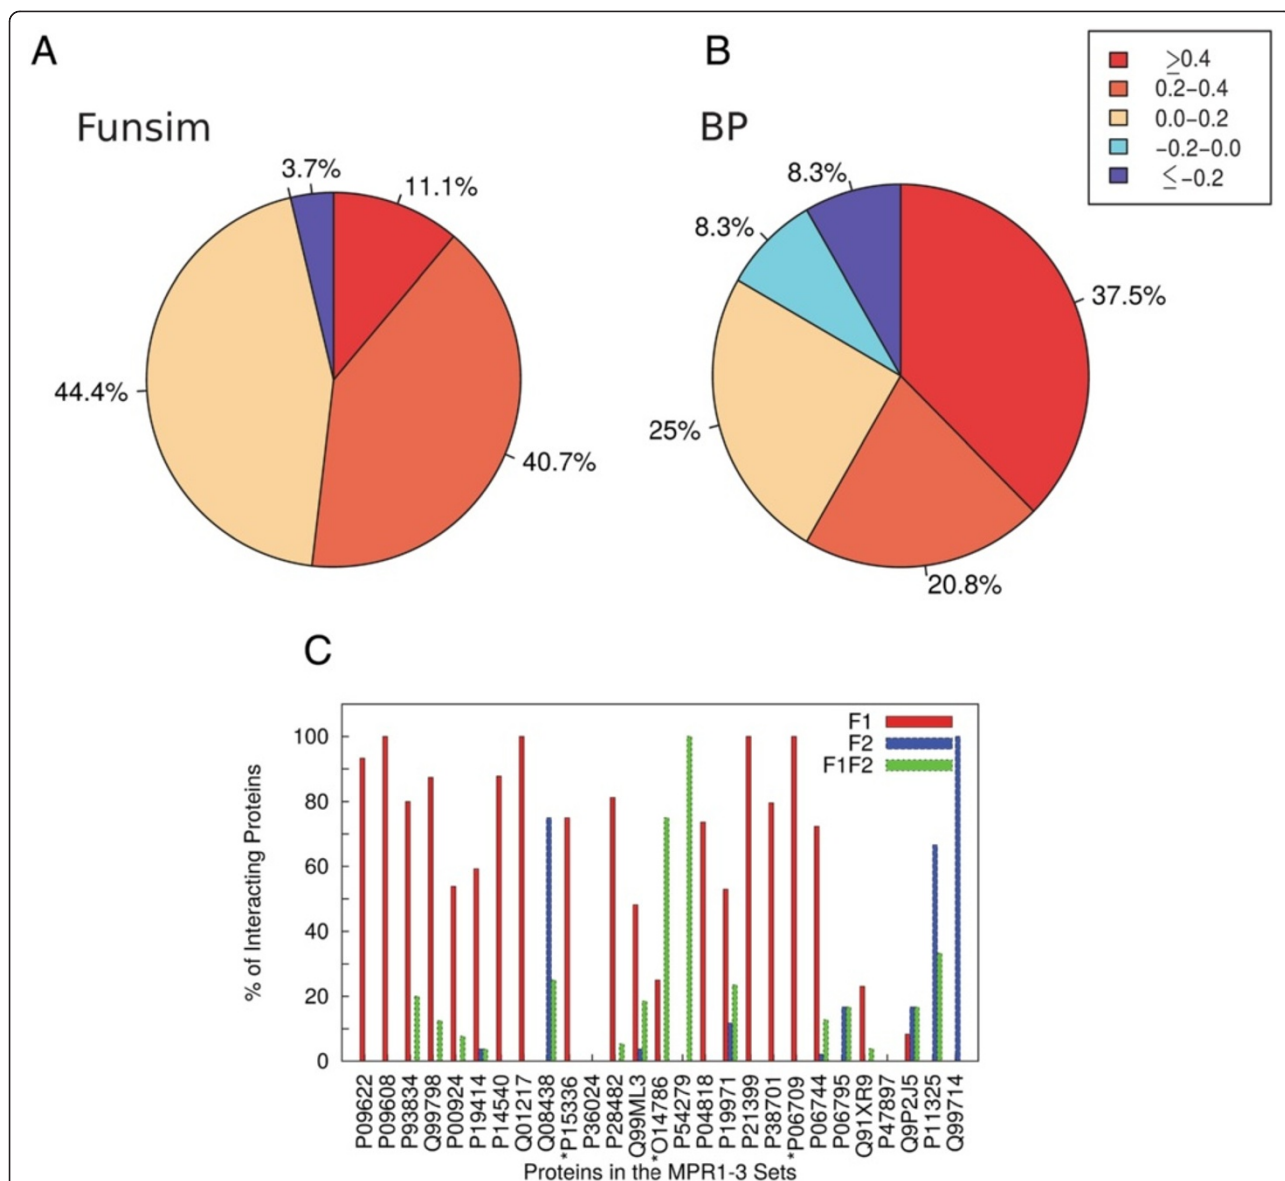 A
B
≥0.4
0.2–0.4
0.0–0.2
–0.2–0.0
≤–0.2
Funsim
BP
3.7%
11.1%
44.4%
40.7%
8.3%
8.3%
37.5%
25%
20.8%
C
F1
F2
F1F2
% of Interacting Proteins
100
80
60
40
20
0
P09622
P09608
P93834
Q99798
P00924
P19414
P14540
Q01217
Q08438
*P15336
P36024
P28482
Q99ML3
*O14786
P54279
P04818
P19971
P21399
P38701
*P06709
P06744
P06795
Q91XR9
P47897
Q9P2J5
P11325
Q99714
Proteins in the MPR1-3 Sets